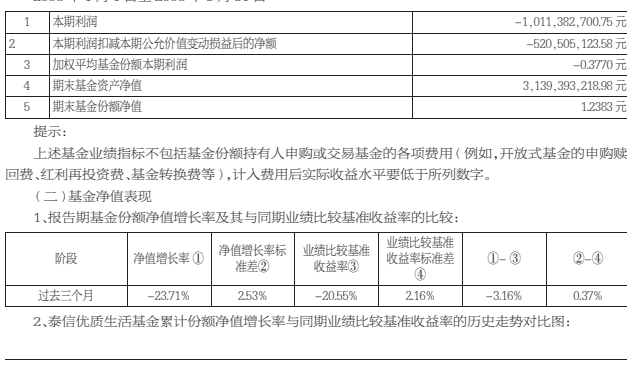 1 本期利润 -1,011,382,700.75 元
2 本期利润扣减本期公允价值变动损益后的净额 -520,505,123.58 元
3 加权平均基金份额本期利润 -0.3770 元
4 期末基金资产净值 3,139,393,218.98 元
5 期末基金份额净值 1.2383 元
提示:
上述基金业绩指标不包括基金份额持有人申购或交易基金的各项费用(例如,开放式基金的申购赎
回费、红利再投资费、基金转换费等),计入费用后实际收益水平要低于所列数字。
(二)基金净值表现
1、报告期基金份额净值增长率及其与同期业绩比较基准收益率的比较:
阶段 净值增长率① 净值增长率标准差② 业绩比较基准收益率③ 业绩比较基准收益率标准差④ ①-③ ②-④
过去三个月 -23.71% 2.53% -20.55% 2.16% -3.16% 0.37%
2、泰信优质生活基金累计份额净值增长率与同期业绩比较基准收益率的历史走势对比图: